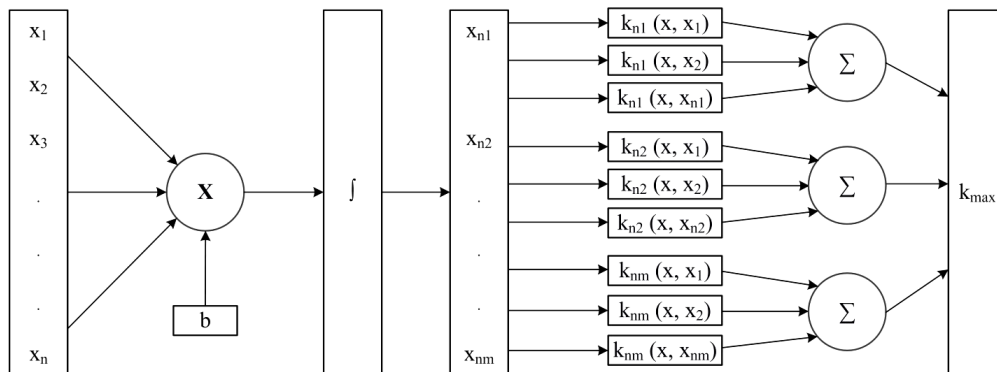 x₁
x₂
x₃
.
.
.
xₙ
X
b
∫
xₙ₁
xₙ₂
.
.
xₙₘ
kₙ₁ (x, x₁)
kₙ₁ (x, x₂)
kₙ₁ (x, xₙ₁)
kₙ₂ (x, x₁)
kₙ₂ (x, x₂)
kₙ₂ (x, xₙ₂)
kₙₘ (x, x₁)
kₙₘ (x, x₂)
kₙₘ (x, xₙₘ)
Σ
Σ
Σ
kₘₐₓ